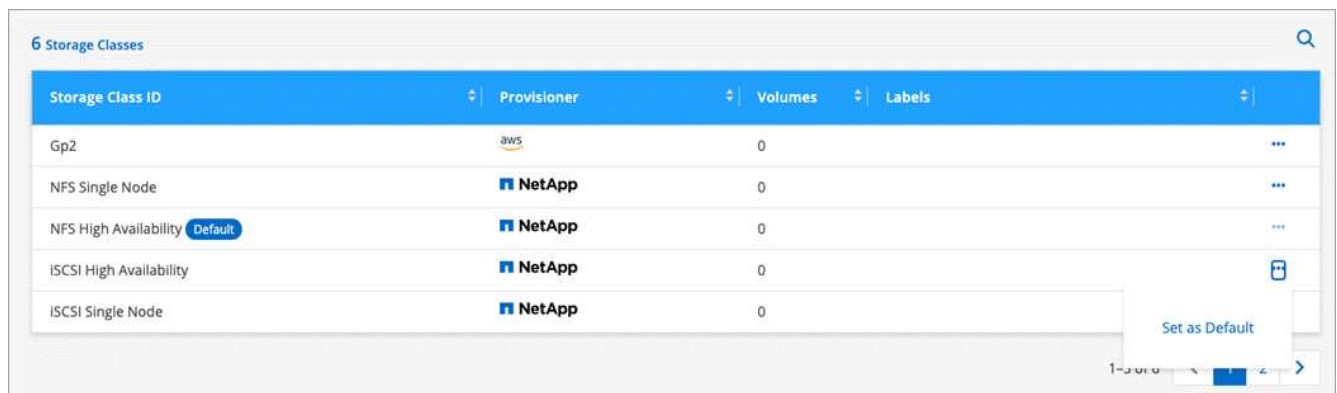 6 Storage Classes
Storage Class ID Provisioner Volumes Labels
Gp2 aws 0
NFS Single Node NetApp 0
NFS High Availability Default NetApp 0
iSCSI High Availability NetApp 0
iSCSI Single Node NetApp 0
Set as Default